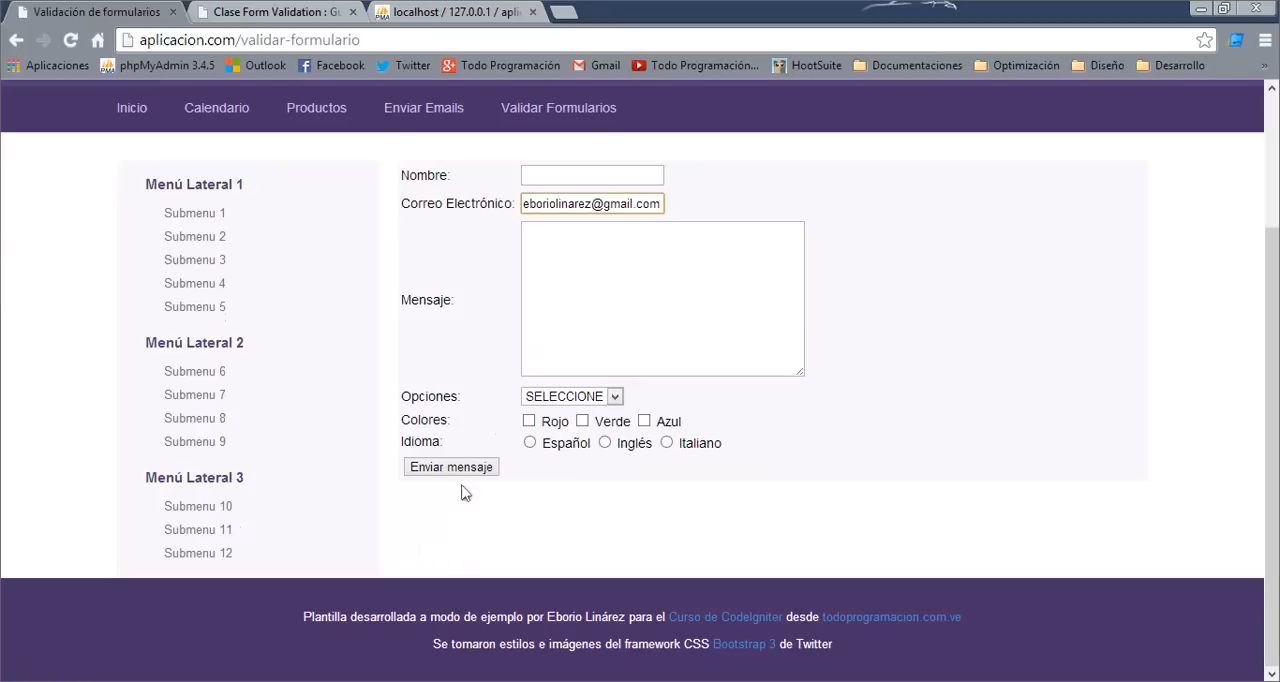 Validación de formularios
Clase Form Validation : Gu
localhost / 127.0.0.1 / apli
aplicacion.com/validar-formulario
Aplicaciones
phpMyAdmin 3.4.5
Outlook
Facebook
Twitter
Todo Programación
Gmail
Todo Programación...
HootSuite
Documentaciones
Optimización
Diseño
Desarrollo
»
Inicio
Calendario
Productos
Enviar Emails
Validar Formularios
Menú Lateral 1
Submenu 1
Submenu 2
Submenu 3
Submenu 4
Submenu 5
Menú Lateral 2
Submenu 6
Submenu 7
Submenu 8
Submenu 9
Menú Lateral 3
Submenu 10
Submenu 11
Submenu 12
Nombre:
Correo Electrónico: eboriolinarez@gmail.com
Mensaje:
Opciones: SELECCIONE
Colores: Rojo Verde Azul
Idioma: Español Inglés Italiano
Enviar mensaje
Plantilla desarrollada a modo de ejemplo por Eborio Linárez para el Curso de CodeIgniter desde todoprogramacion.com.ve
Se tomaron estilos e imágenes del framework CSS Bootstrap 3 de Twitter